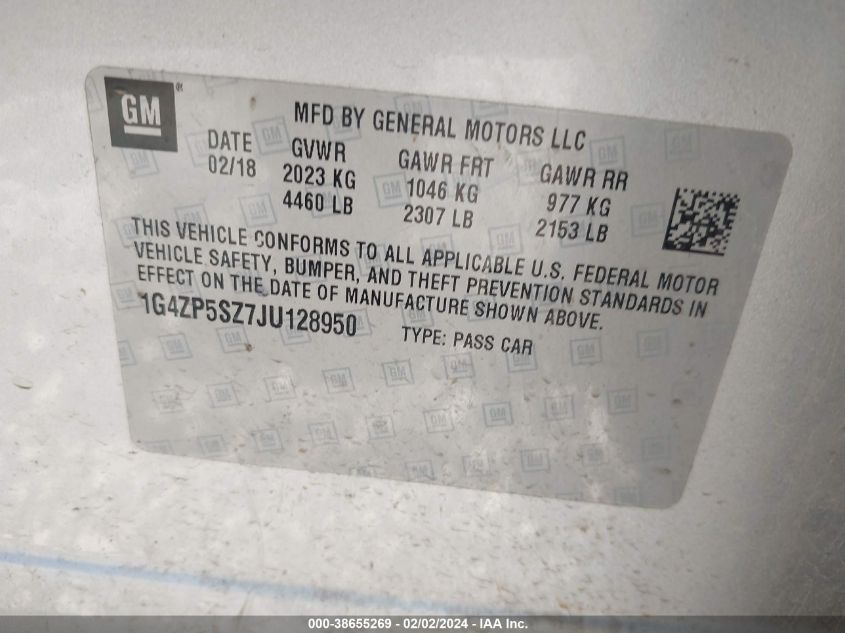 GM
MFD BY GENERAL MOTORS LLC
DATE GVWR GAWR FRT GAWR RR
02/18 2023 KG 1046 KG 977 KG
4460 LB 2307 LB 2153 LB
THIS VEHICLE CONFORMS TO ALL APPLICABLE U.S. FEDERAL MOTOR
VEHICLE SAFETY, BUMPER, AND THEFT PREVENTION STANDARDS IN
EFFECT ON THE DATE OF MANUFACTURE SHOWN ABOVE.
1G4ZP5SZ7JU128950 TYPE: PASS CAR
000-38655269 - 02/02/2024 - IAA Inc.